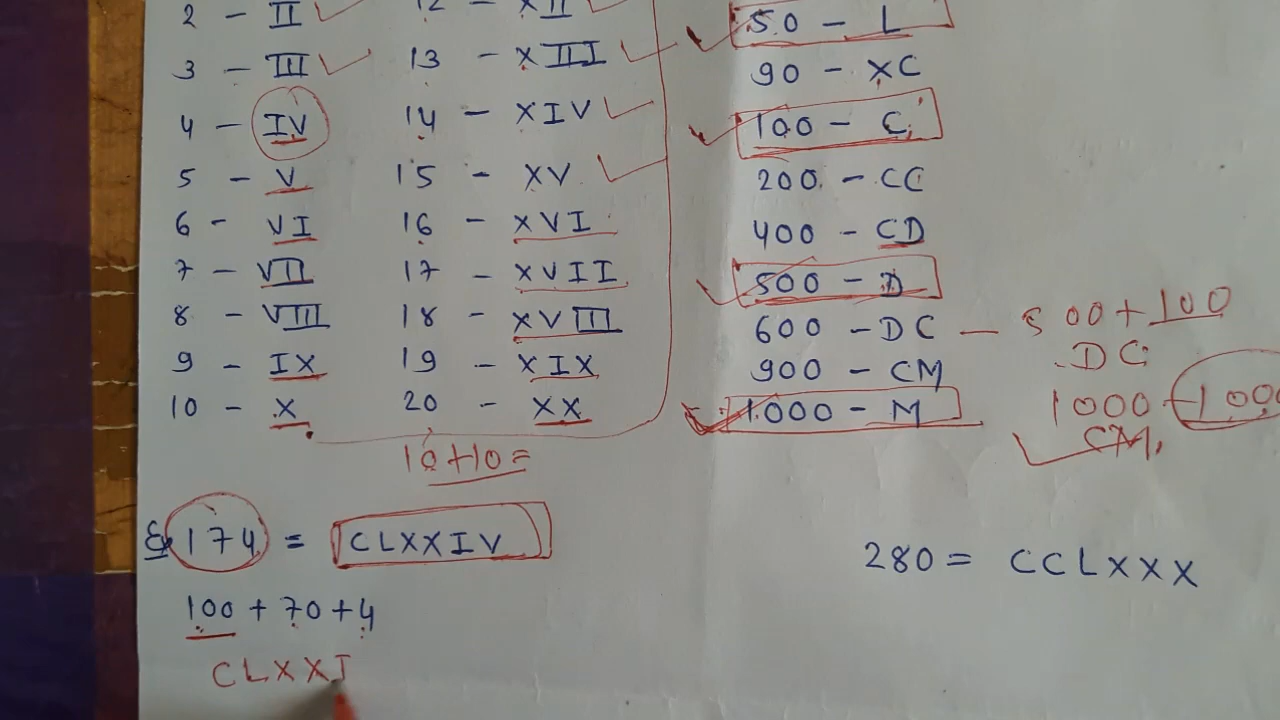 2 - II
3 - III
4 - IV
5 - V
6 - VI
7 - VII
8 - VIII
9 - IX
10 - X
12 - XII
13 - XIII
14 - XIV
15 - XV
16 - XVI
17 - XVII
18 - XVIII
19 - XIX
20 - XX
10+10=
50 - L
90 - XC
100 - C
200 - CC
400 - CD
500 - D
600 - DC - 500+100
DC
900 - CM
1000 - M
1000-100
CM
Ex 174 = CLXXIV
100 + 70 + 4
CLXXI
280 = CCLXXX